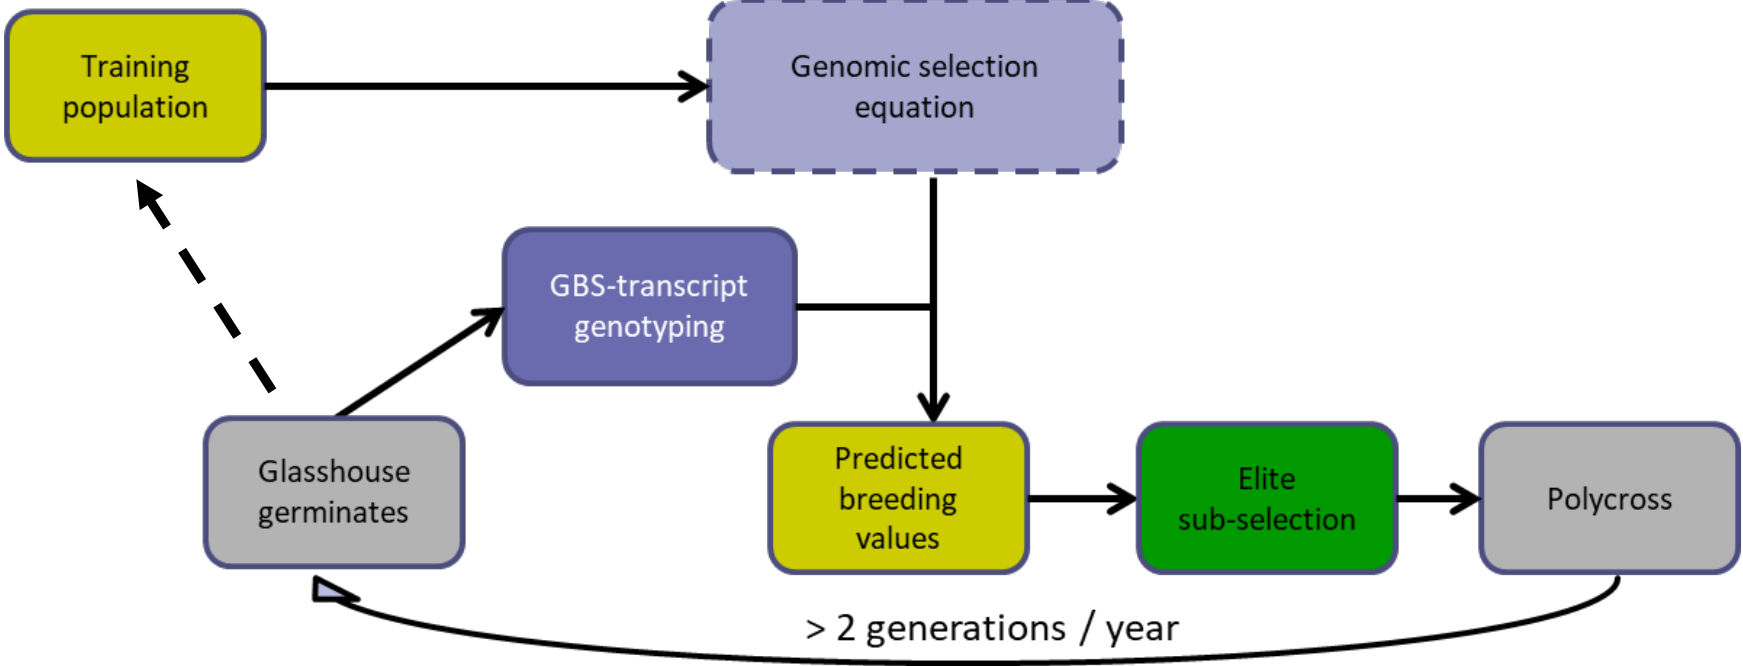 Training
population
Genomic selection
equation
GBS-transcript
genotyping
Glasshouse
germinates
Predicted
breeding
values
Elite
sub-selection
Polycross
> 2 generations / year